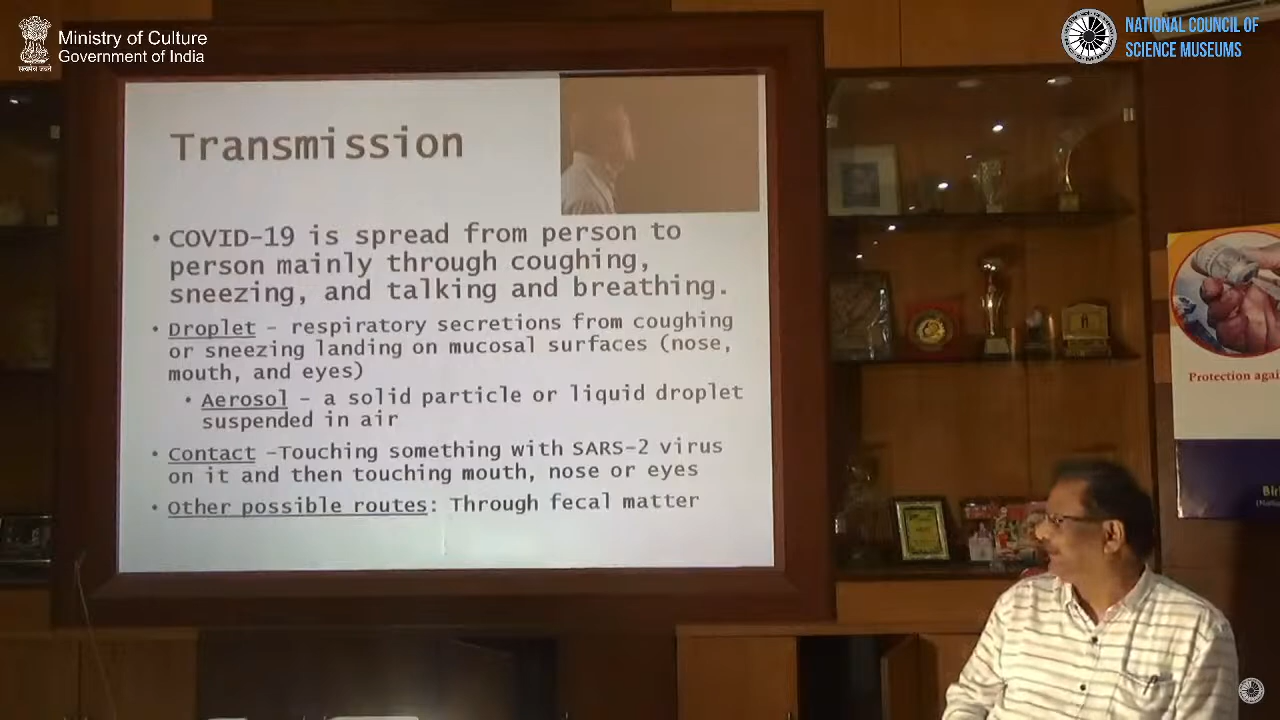 Ministry of Culture
Government of India
NATIONAL COUNCIL OF
SCIENCE MUSEUMS
Transmission
• COVID-19 is spread from person to
person mainly through coughing,
sneezing, and talking and breathing.
• Droplet – respiratory secretions from coughing
or sneezing landing on mucosal surfaces (nose,
mouth, and eyes)
• Aerosol – a solid particle or liquid droplet
suspended in air
• Contact –Touching something with SARS-2 virus
on it and then touching mouth, nose or eyes
• Other possible routes: Through fecal matter
Protection agai